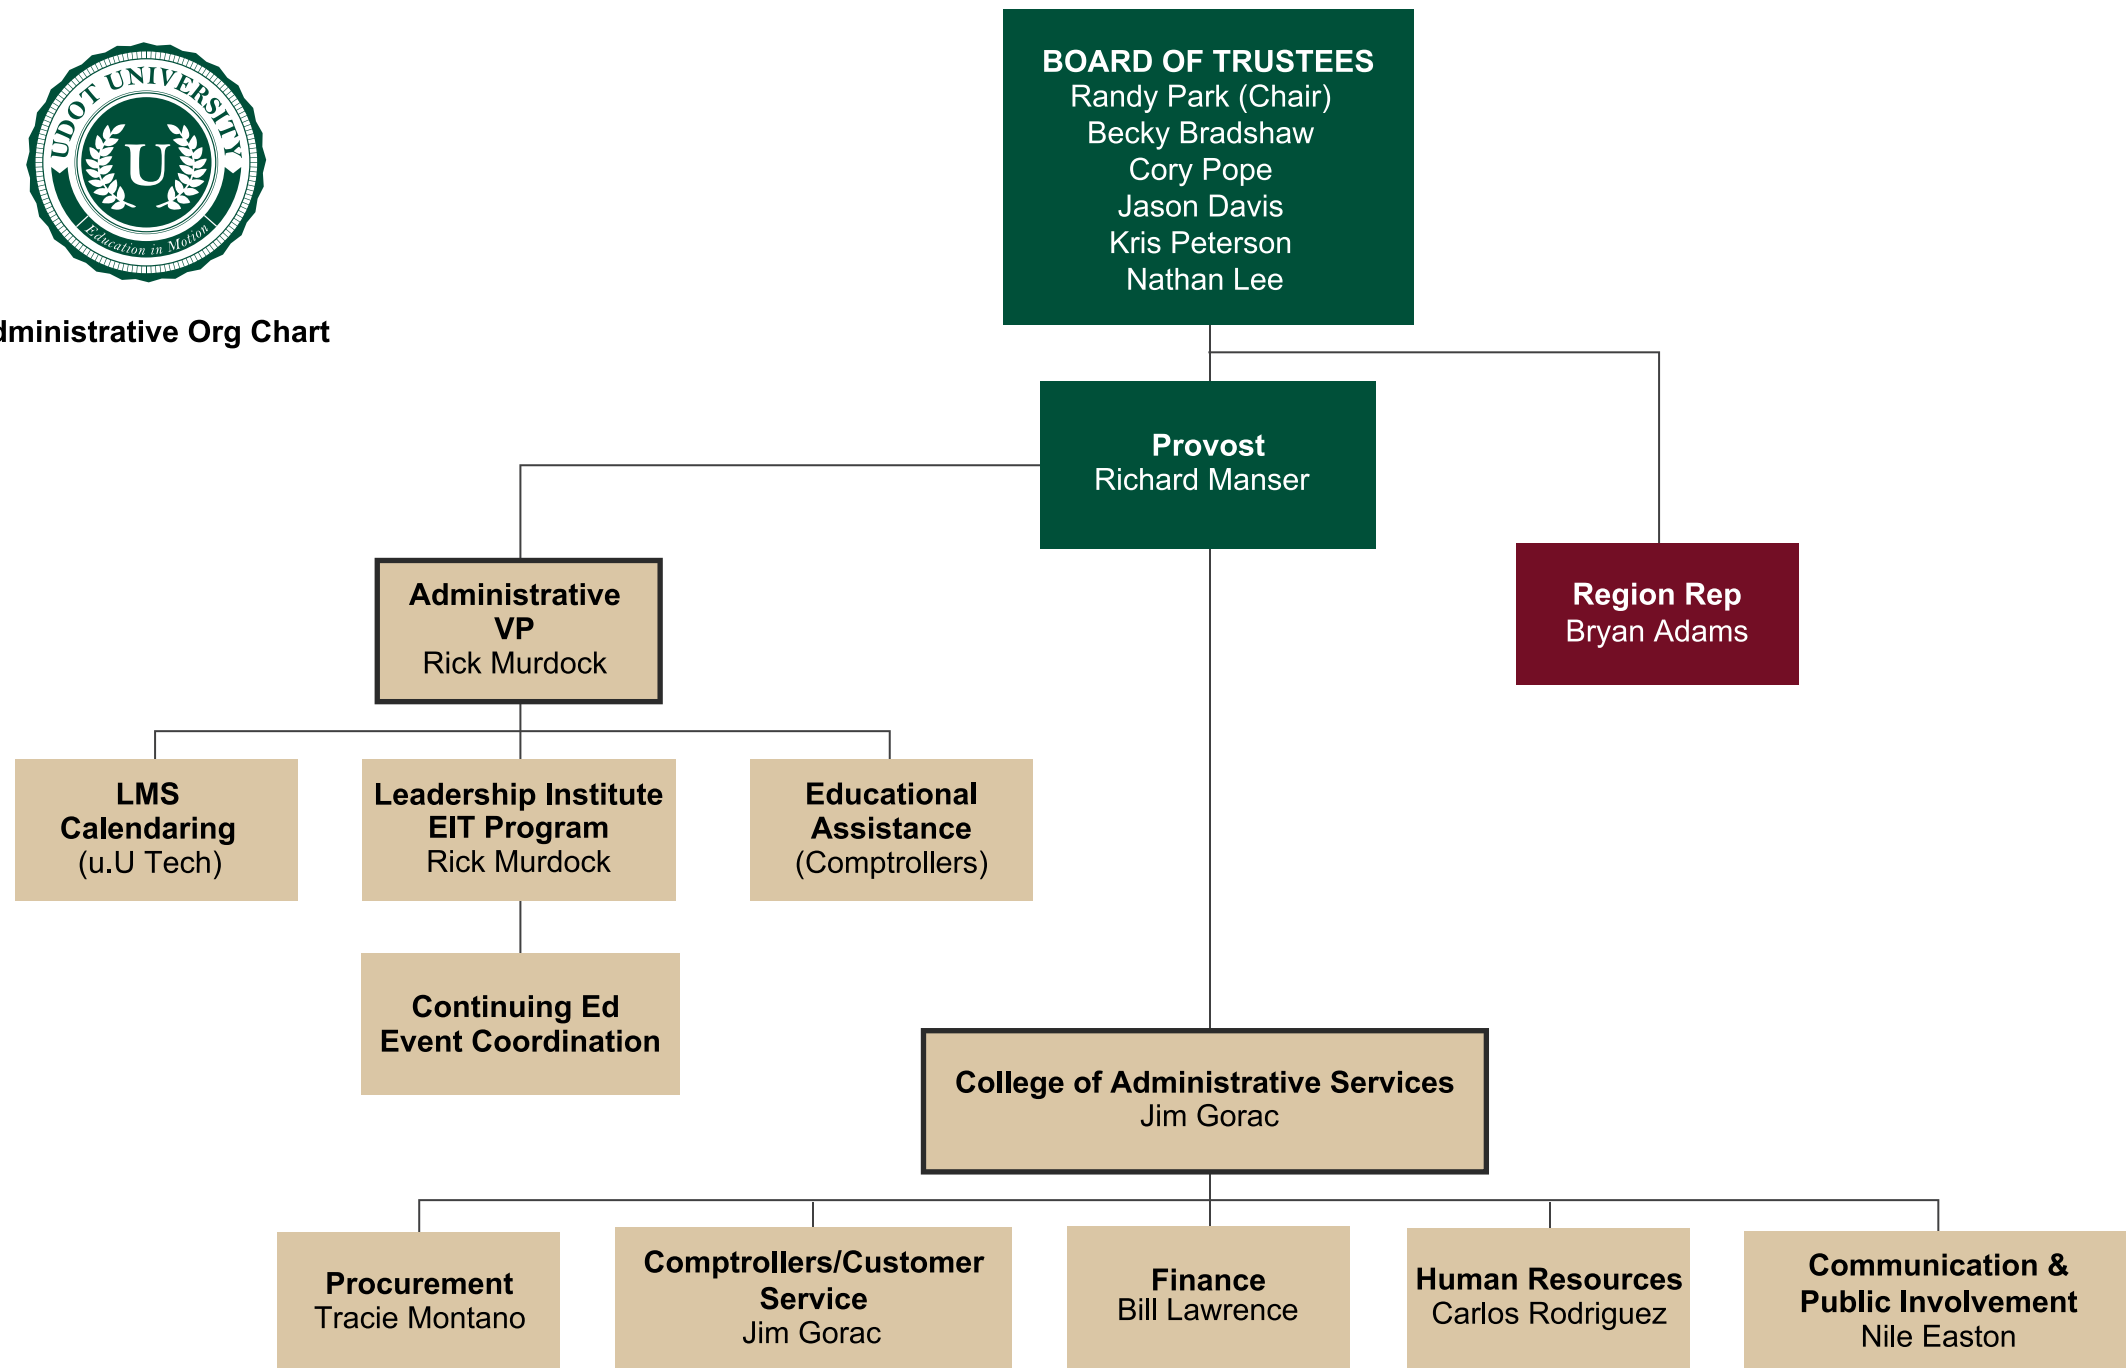 UDOT UNIVERSITY
U
Education in Motion
dministrative Org Chart
BOARD OF TRUSTEES
Randy Park (Chair)
Becky Bradshaw
Cory Pope
Jason Davis
Kris Peterson
Nathan Lee
Provost
Richard Manser
Region Rep
Bryan Adams
Administrative
VP
Rick Murdock
LMS
Calendaring
(u.U Tech)
Leadership Institute
EIT Program
Rick Murdock
Educational
Assistance
(Comptrollers)
Continuing Ed
Event Coordination
College of Administrative Services
Jim Gorac
Procurement
Tracie Montano
Comptrollers/Customer
Service
Jim Gorac
Finance
Bill Lawrence
Human Resources
Carlos Rodriguez
Communication &
Public Involvement
Nile Easton